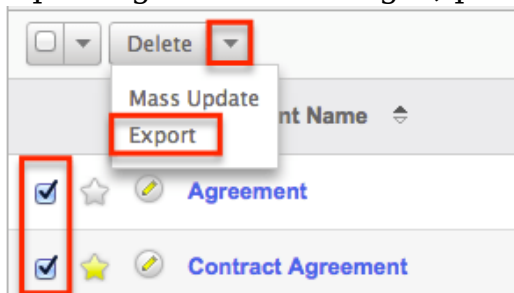 Delete
Mass Update
nt Name
Export
Agreement
Contract Agreement